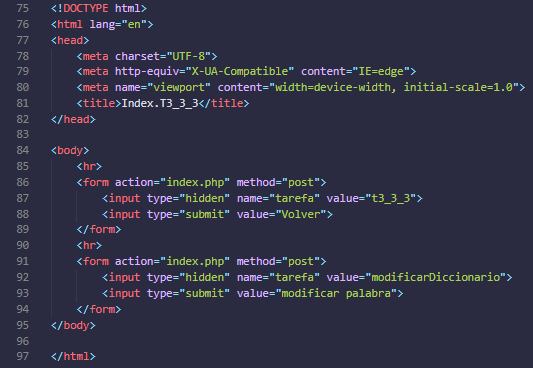 75 <!DOCTYPE html>
76 <html lang="en">
77 <head>
78     <meta charset="UTF-8">
79     <meta http-equiv="X-UA-Compatible" content="IE=edge">
80     <meta name="viewport" content="width=device-width, initial-scale=1.0">
81     <title>Index.T3_3_3</title>
82 </head>
83
84 <body>
85     <hr>
86     <form action="index.php" method="post">
87         <input type="hidden" name="tarefa" value="t3_3_3">
88         <input type="submit" value="Volver">
89     </form>
90     <hr>
91     <form action="index.php" method="post">
92         <input type="hidden" name="tarefa" value="modificarDiccionario">
93         <input type="submit" value="modificar palabra">
94     </form>
95 </body>
96
97 </html>